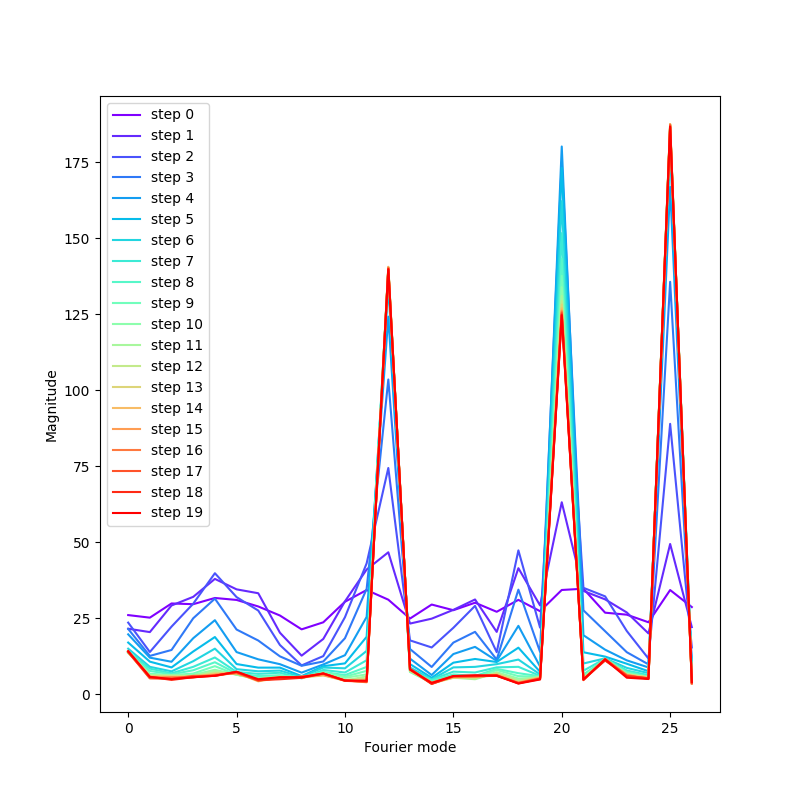 step 0
step 1
step 2
step 3
step 4
step 5
step 6
step 7
step 8
step 9
step 10
step 11
step 12
step 13
step 14
step 15
step 16
step 17
step 18
step 19
175
150
125
100
75
50
25
0
Magnitude
0 5 10 15 20 25
Fourier mode